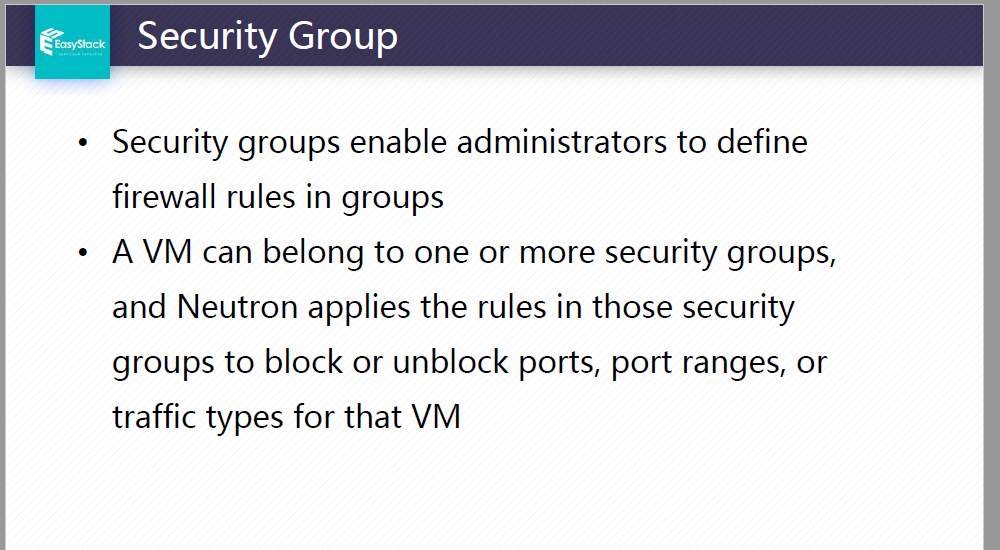 EasyStack
Security Group
• Security groups enable administrators to define
firewall rules in groups
• A VM can belong to one or more security groups,
and Neutron applies the rules in those security
groups to block or unblock ports, port ranges, or
traffic types for that VM